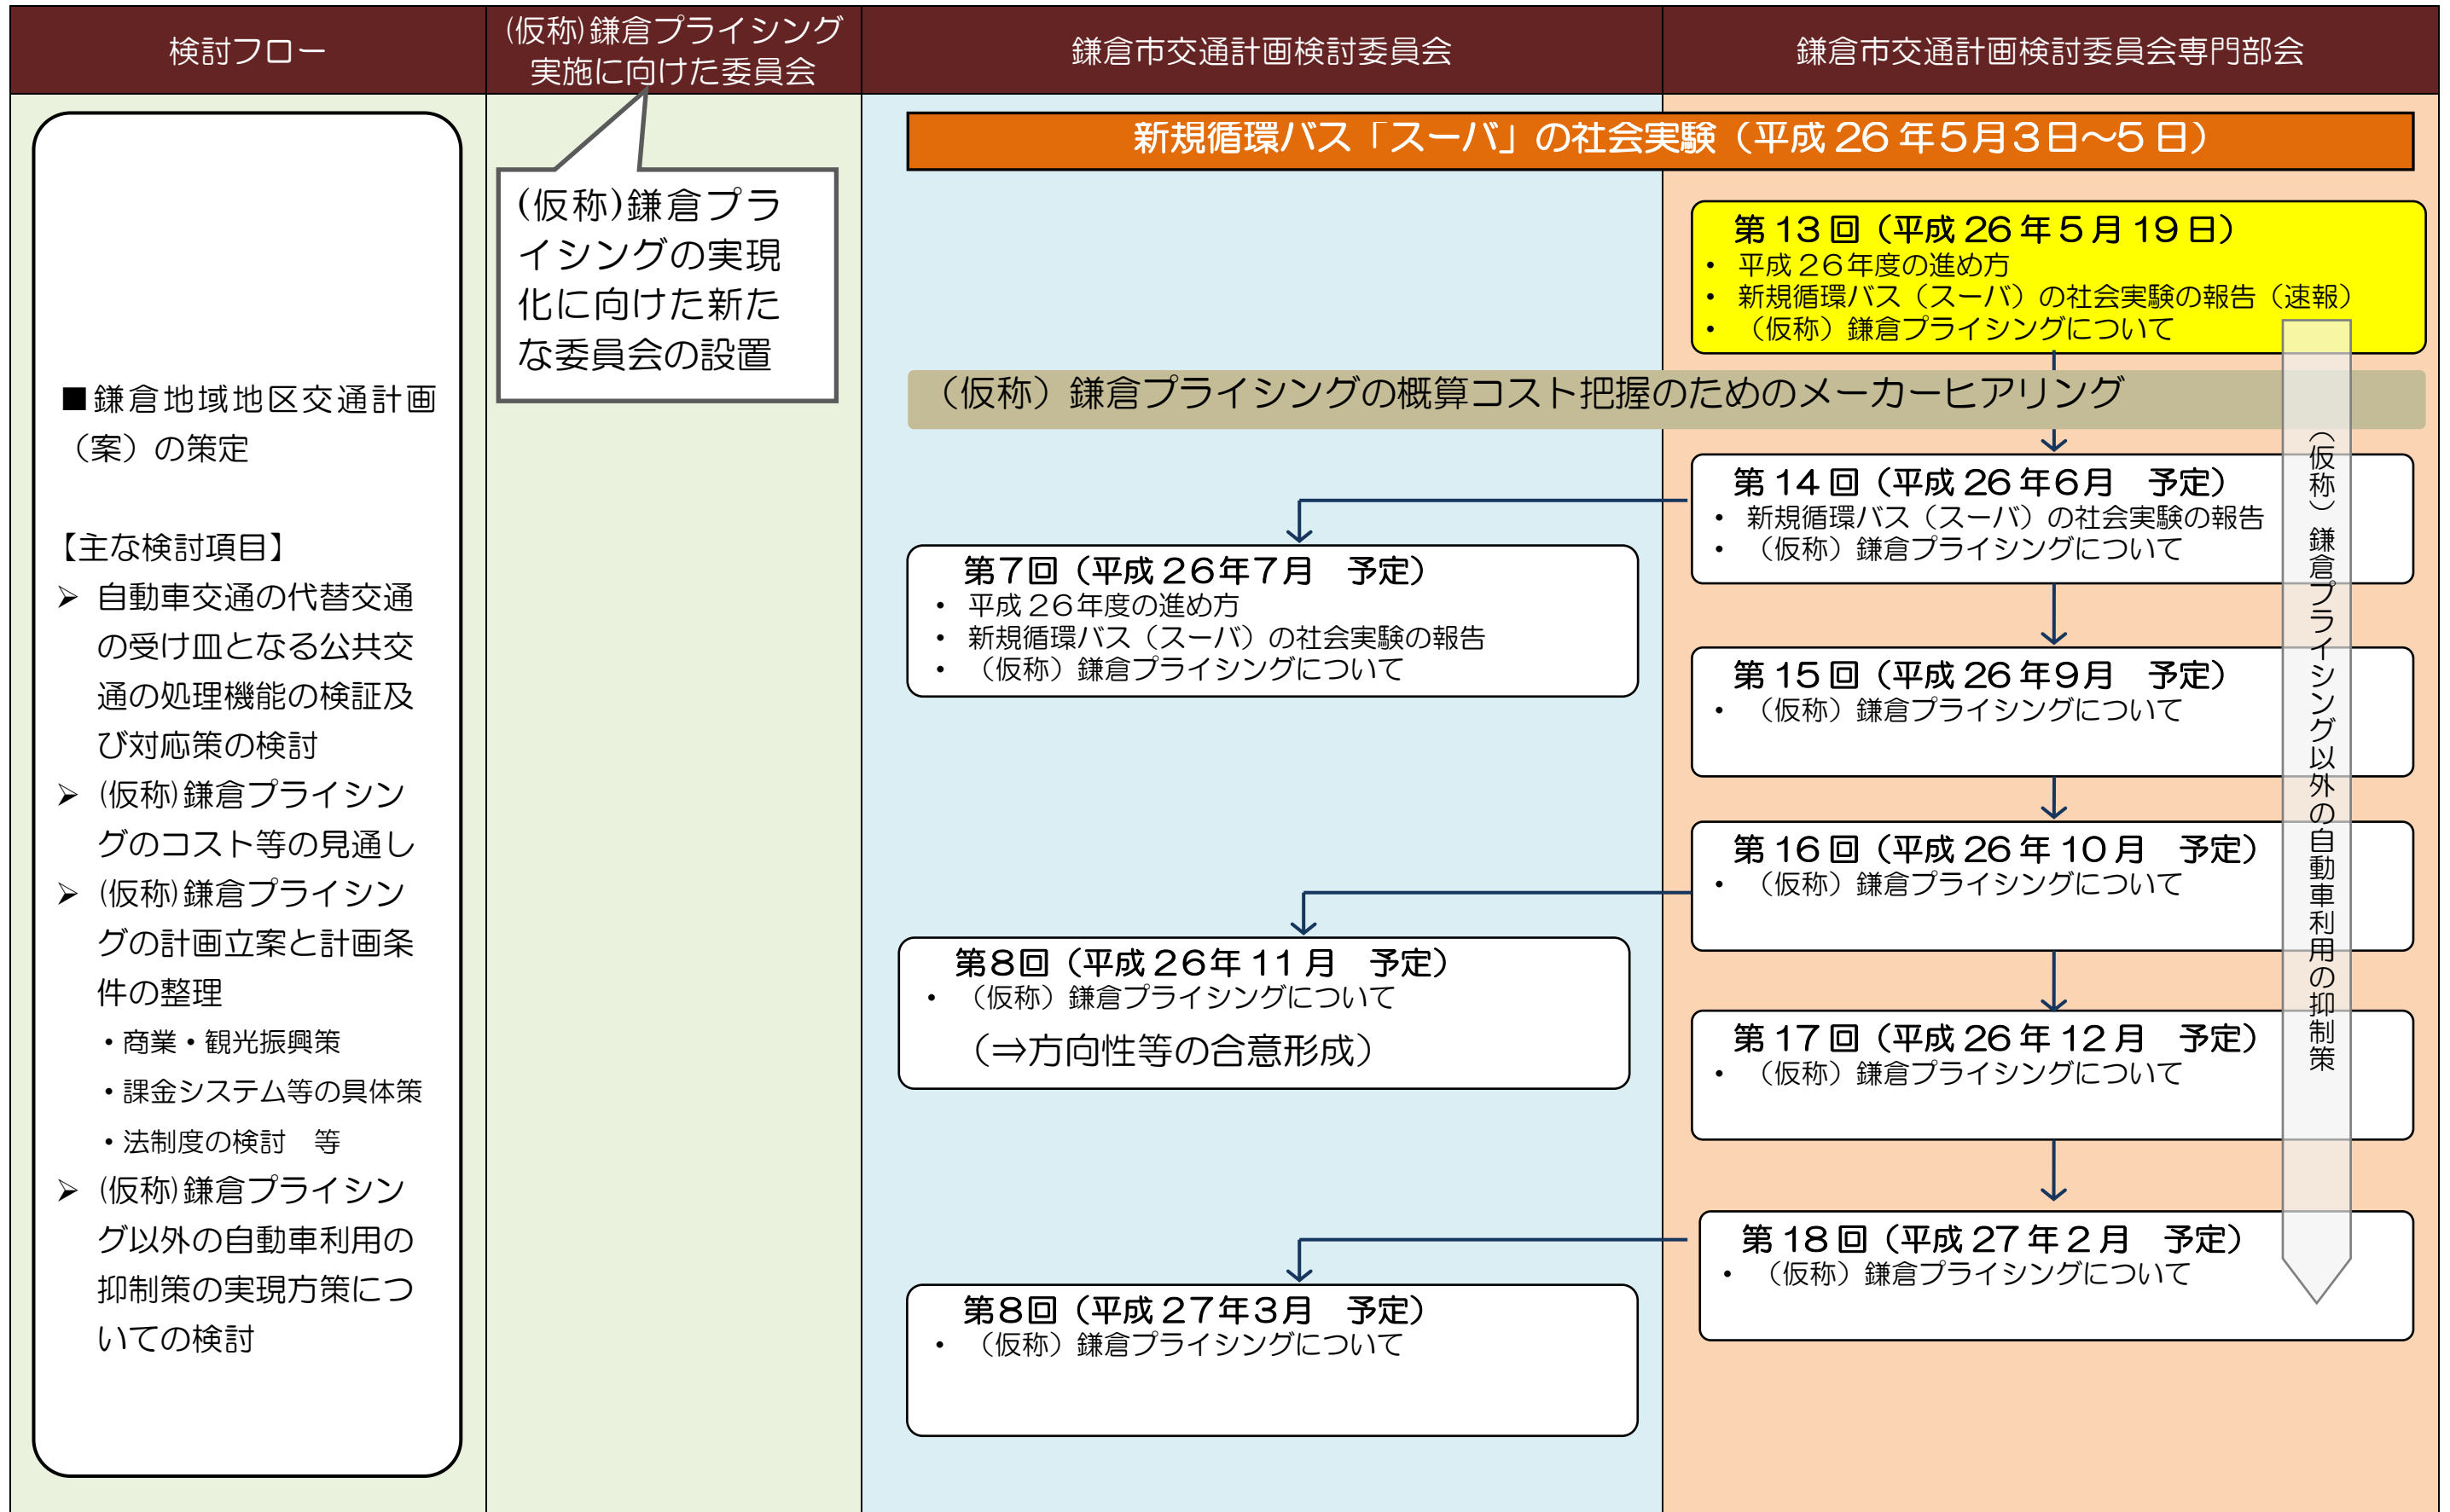 検討フロー
(仮称)鎌倉プライシング
実施に向けた委員会
鎌倉市交通計画検討委員会
鎌倉市交通計画検討委員会専門部会
■鎌倉地域地区交通計画
（案）の策定
【主な検討項目】
➢ 自動車交通の代替交通
の受け皿となる公共交
通の処理機能の検証及
び対応策の検討
➢ (仮称)鎌倉プライシン
グのコスト等の見通し
➢ (仮称)鎌倉プライシン
グの計画立案と計画条
件の整理
・商業・観光振興策
・課金システム等の具体策
・法制度の検討　等
➢ (仮称)鎌倉プライシン
グ以外の自動車利用の
抑制策の実現方策につ
いての検討
(仮称)鎌倉プラ
イシングの実現
化に向けた新た
な委員会の設置
新規循環バス「スーバ」の社会実験（平成26年5月3日～5日）
第13回（平成26年5月19日）
• 平成26年度の進め方
• 新規循環バス（スーバ）の社会実験の報告（速報）
• （仮称）鎌倉プライシングについて
（仮称）鎌倉プライシングの概算コスト把握のためのメーカーヒアリング
第14回（平成26年6月　予定）
• 新規循環バス（スーバ）の社会実験の報告
• （仮称）鎌倉プライシングについて
第7回（平成26年7月　予定）
• 平成26年度の進め方
• 新規循環バス（スーバ）の社会実験の報告
• （仮称）鎌倉プライシングについて
第15回（平成26年9月　予定）
• （仮称）鎌倉プライシングについて
第16回（平成26年10月　予定）
• （仮称）鎌倉プライシングについて
第8回（平成26年11月　予定）
• （仮称）鎌倉プライシングについて
（⇒方向性等の合意形成）
第17回（平成26年12月　予定）
• （仮称）鎌倉プライシングについて
第18回（平成27年2月　予定）
• （仮称）鎌倉プライシングについて
第8回（平成27年3月　予定）
• （仮称）鎌倉プライシングについて
（仮称）鎌倉プライシング以外の自動車利用の抑制策